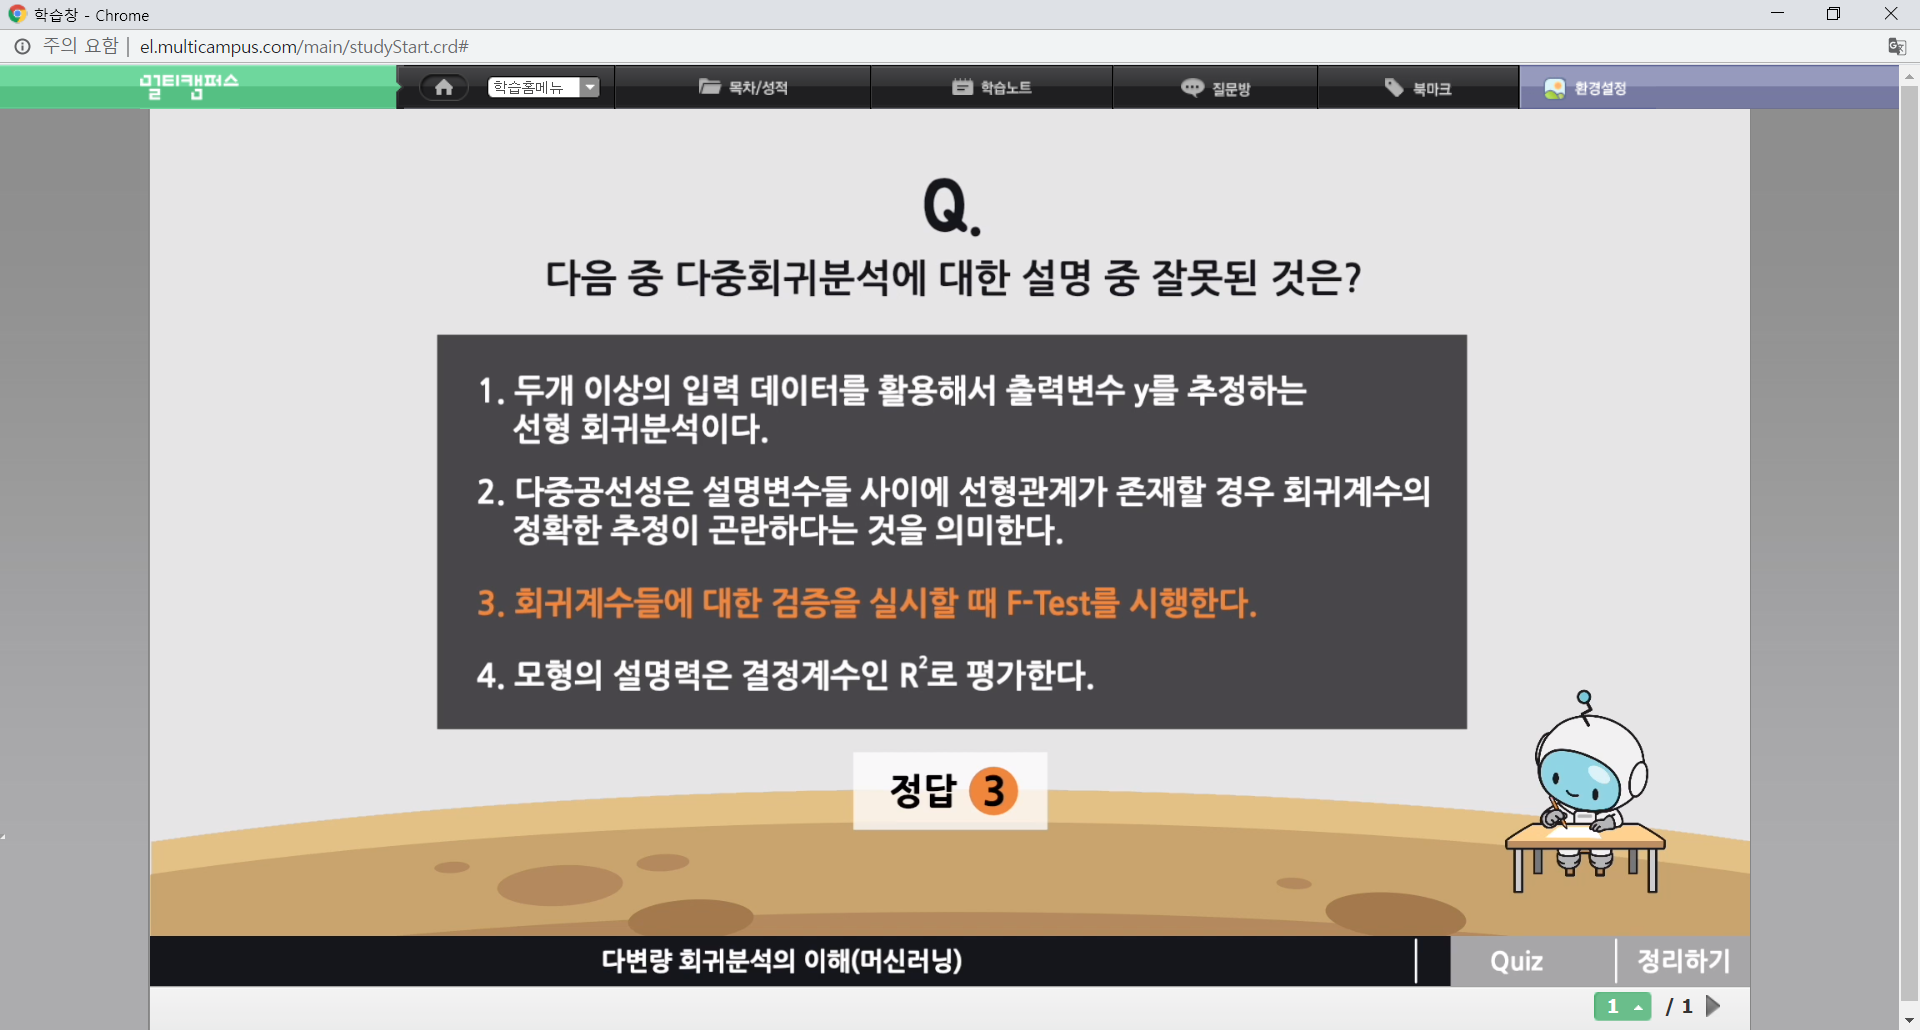 학습창 - Chrome
주의 요함 | el.multicampus.com/main/studyStart.crd#
멀티캠퍼스
학습홈메뉴
목차/성적
학습노트
질문방
북마크
환경설정
Q.
다음 중 다중회귀분석에 대한 설명 중 잘못된 것은?
1. 두개 이상의 입력 데이터를 활용해서 출력변수 y를 추정하는
선형 회귀분석이다.
2. 다중공선성은 설명변수들 사이에 선형관계가 존재할 경우 회귀계수의
정확한 추정이 곤란하다는 것을 의미한다.
3. 회귀계수들에 대한 검증을 실시할 때 F-Test를 시행한다.
4. 모형의 설명력은 결정계수인 R²로 평가한다.
정답 3
다변량 회귀분석의 이해(머신러닝)
Quiz
정리하기
1 / 1